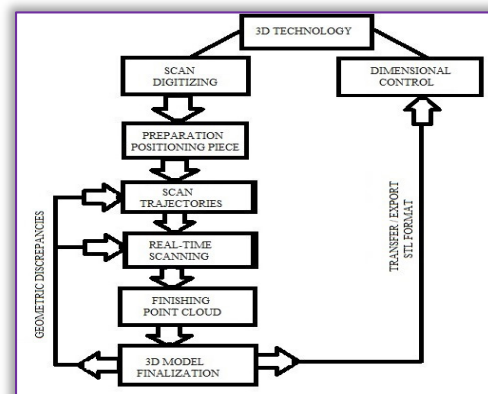 3D TECHNOLOGY
SCAN
DIGITIZING
DIMENSIONAL
CONTROL
PREPARATION
POSITIONING PIECE
SCAN
TRAJECTORIES
REAL-TIME
SCANNING
FINISHING
POINT CLOUD
3D MODEL
FINALIZATION
GEOMETRIC DISCREPANCIES
TRANSFER / EXPORT
STL FORMAT